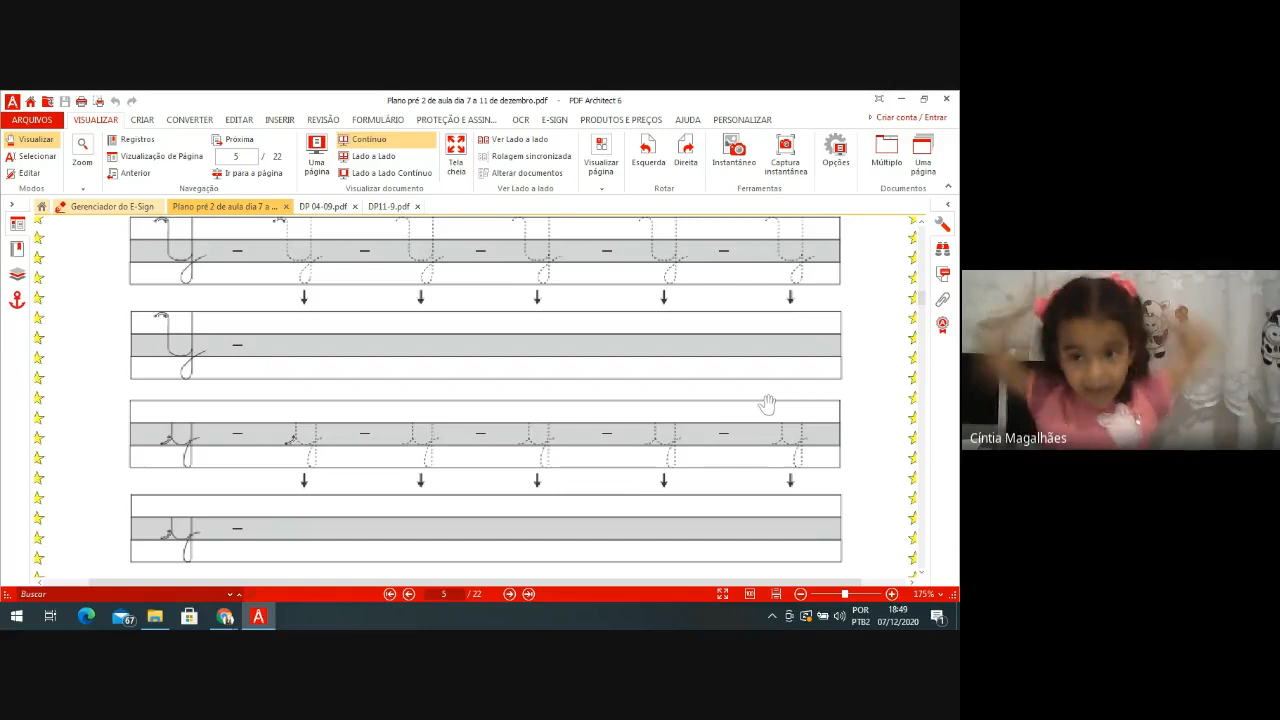 Plano pré 2 de aula dia 7 a 11 de dezembro.pdf - PDF Architect 6
ARQUIVOS VISUALIZAR CRIAR CONVERTER EDITAR INSERIR REVISÃO FORMULÁRIO PROTEÇÃO E ASSIN... OCR E-SIGN PRODUTOS E PREÇOS AJUDA PERSONALIZAR Criar conta / Entrar
Visualizar Registros Próxima Contínuo Ver Lado a lado
Selecionar Vizualização de Página 5 / 22 Lado a Lado Rolagem sincronizada
Editar Anterior Ir para a página Lado a Lado Contínuo Alterar documentos
Zoom Uma página Tela cheia Visualizar página Esquerda Direita Instantâneo Captura instantânea Opções Múltiplo Uma página
Modos Navegação Visualizar documento Ver Lado a lado Rotar Ferramentas Documentos
Gerenciador do E-Sign Plano pré 2 de aula dia 7 a ... DP 04-09.pdf DP11-9.pdf
y - y - y - y - y - y
y -
y - y - y - y - y - y
y -
Cíntia Magalhães
Buscar 5 / 22 175%
67 POR 18:49
PTB2 07/12/2020 1